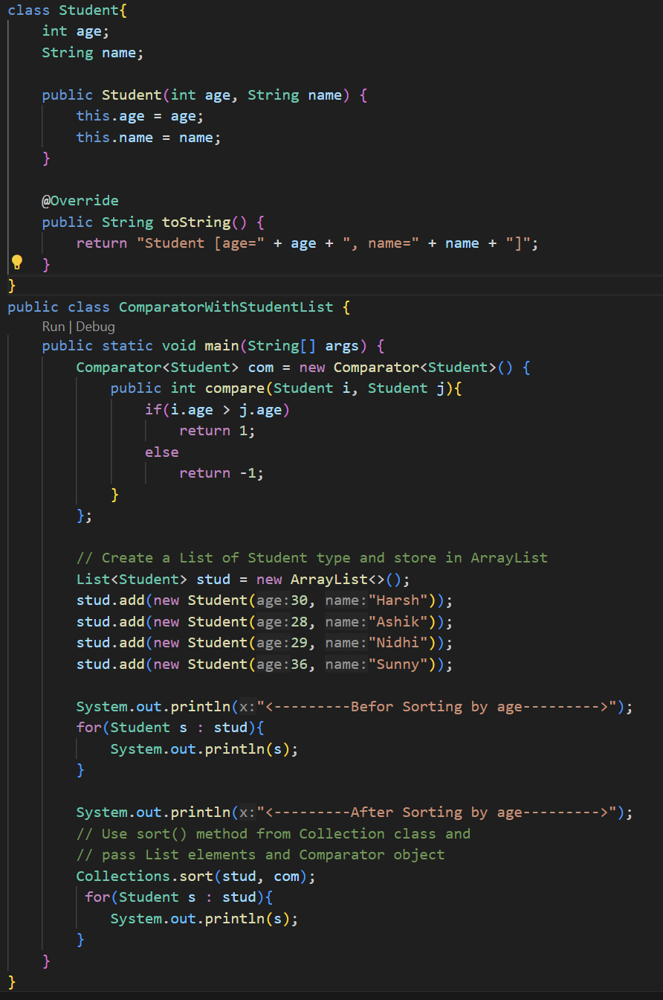 class Student{
    int age;
    String name;

    public Student(int age, String name) {
        this.age = age;
        this.name = name;
    }

    @Override
    public String toString() {
        return "Student [age=" + age + ", name=" + name + "]";
    }
}
public class ComparatorWithStudentList {
    Run | Debug
    public static void main(String[] args) {
        Comparator<Student> com = new Comparator<Student>() {
            public int compare(Student i, Student j){
                if(i.age > j.age)
                    return 1;
                else
                    return -1;
            }
        };

        // Create a List of Student type and store in ArrayList
        List<Student> stud = new ArrayList<>();
        stud.add(new Student(age:30, name:"Harsh"));
        stud.add(new Student(age:28, name:"Ashik"));
        stud.add(new Student(age:29, name:"Nidhi"));
        stud.add(new Student(age:36, name:"Sunny"));

        System.out.println(x:"<---------Befor Sorting by age--------->");
        for(Student s : stud){
            System.out.println(s);
        }

        System.out.println(x:"<---------After Sorting by age--------->");
        // Use sort() method from Collection class and
        // pass List elements and Comparator object
        Collections.sort(stud, com);
         for(Student s : stud){
            System.out.println(s);
        }
    }
}